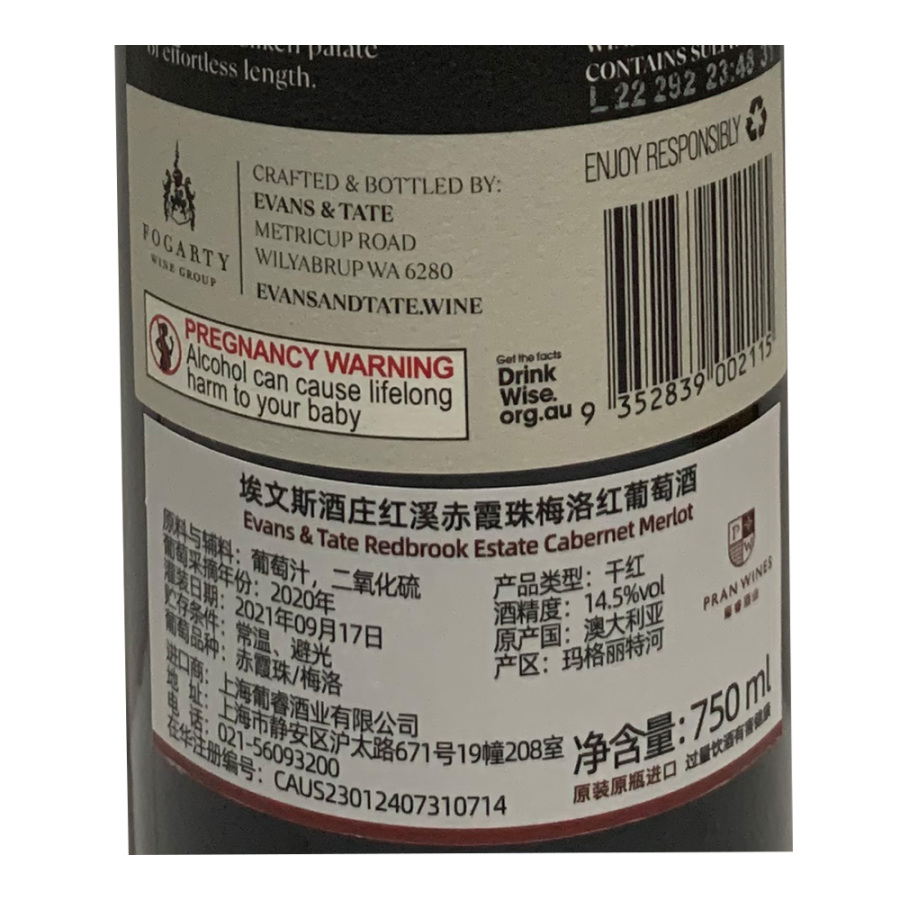 palate
of effortless length.
CONTAINS
L 22 292 23:48 31
ENJOY RESPONSIBLY
FOGARTY
WINE GROUP
CRAFTED & BOTTLED BY:
EVANS & TATE
METRICUP ROAD
WILYABRUP WA 6280
EVANSANDTATE.WINE
PREGNANCY WARNING
Alcohol can cause lifelong
harm to your baby
Get the facts
Drink
Wise.
org.au
9 352839 002115
埃文斯酒庄红溪赤霞珠梅洛红葡萄酒
Evans & Tate Redbrook Estate Cabernet Merlot
原料与辅料：葡萄汁，二氧化硫
葡萄采摘年份：2020年
灌装日期：2021年09月17日
贮存条件：常温、避光
葡萄品种：赤霞珠/梅洛
进口商：上海葡睿酒业有限公司
地 址：上海市静安区沪太路671号19幢208室
电 话：021-56093200
在华注册编号：CAUS23012407310714
产品类型：干红
酒精度：14.5%vol
原产国：澳大利亚
产区：玛格丽特河
P W
PRAN WINES
葡睿酒业
净含量：750 ml
原装原瓶进口 过量饮酒有害健康